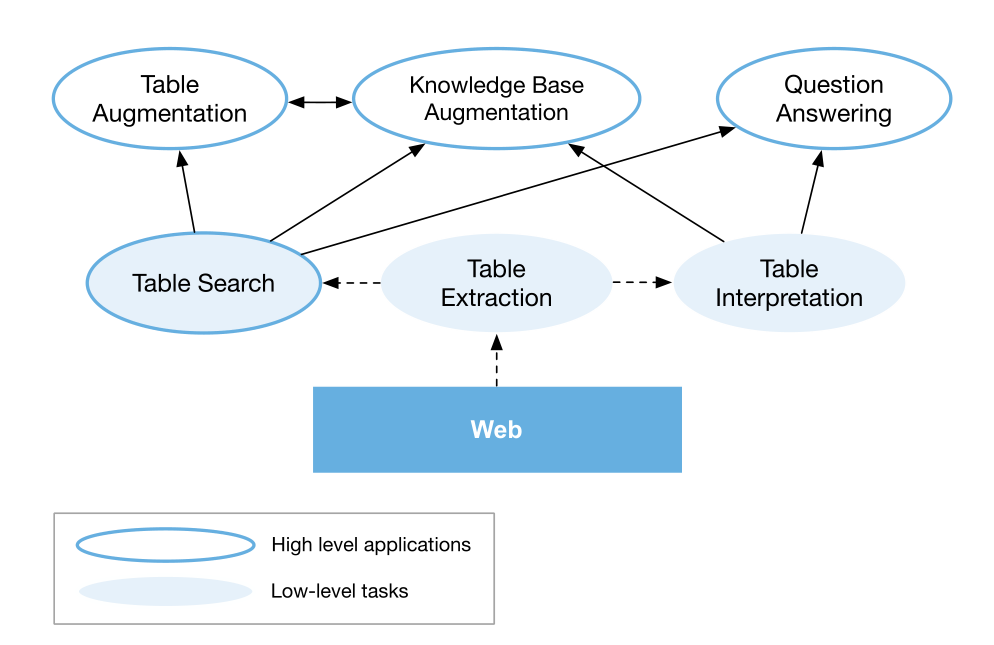 Table
Augmentation
Knowledge Base
Augmentation
Question
Answering
Table Search
Table
Extraction
Table
Interpretation
Web
High level applications
Low-level tasks